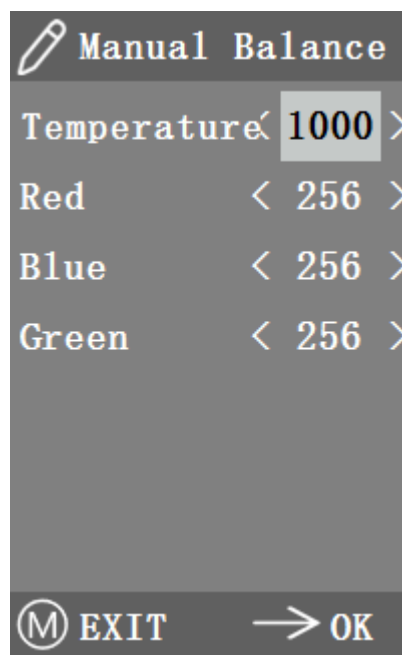 Manual Balance
Temperature < 1000 >
Red < 256 >
Blue < 256 >
Green < 256 >
M EXIT → OK